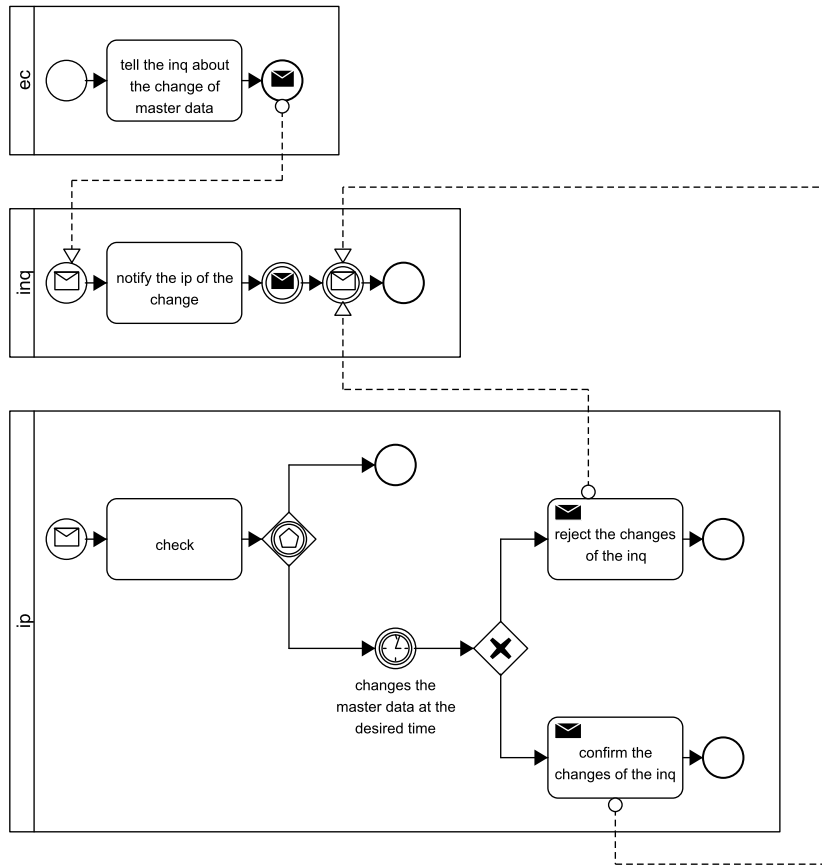 ec
tell the inq about
the change of
master data
inq
notify the ip of the
change
ip
check
changes the
master data at the
desired time
reject the changes
of the inq
confirm the
changes of the inq